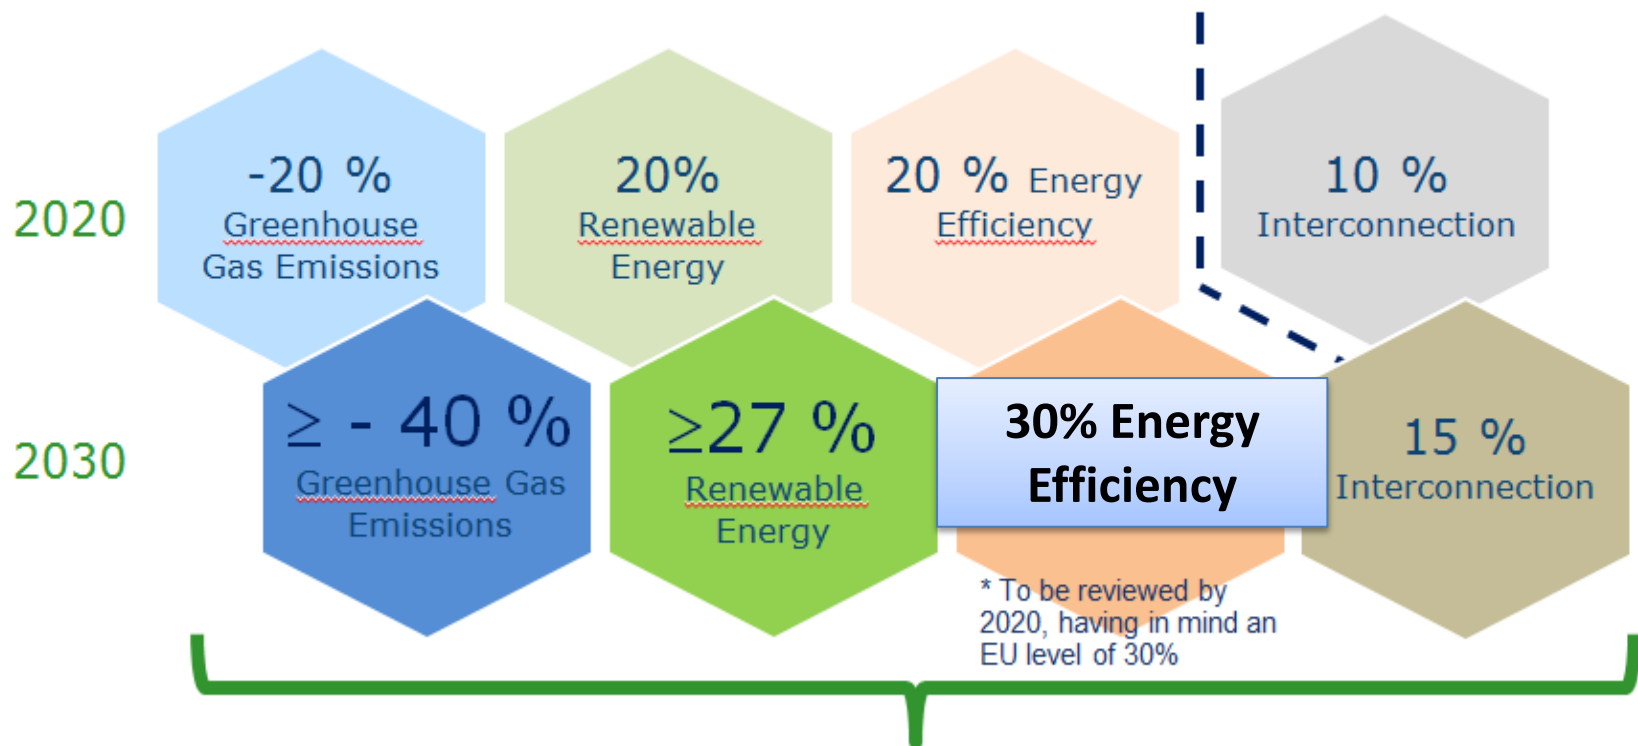 2020
-20 %
Greenhouse
Gas Emissions
20%
Renewable
Energy
20 % Energy
Efficiency
10 %
Interconnection
2030
≥ - 40 %
Greenhouse Gas
Emissions
≥27 %
Renewable
Energy
30% Energy
Efficiency
* To be reviewed by
2020, having in mind an
EU level of 30%
15 %
Interconnection